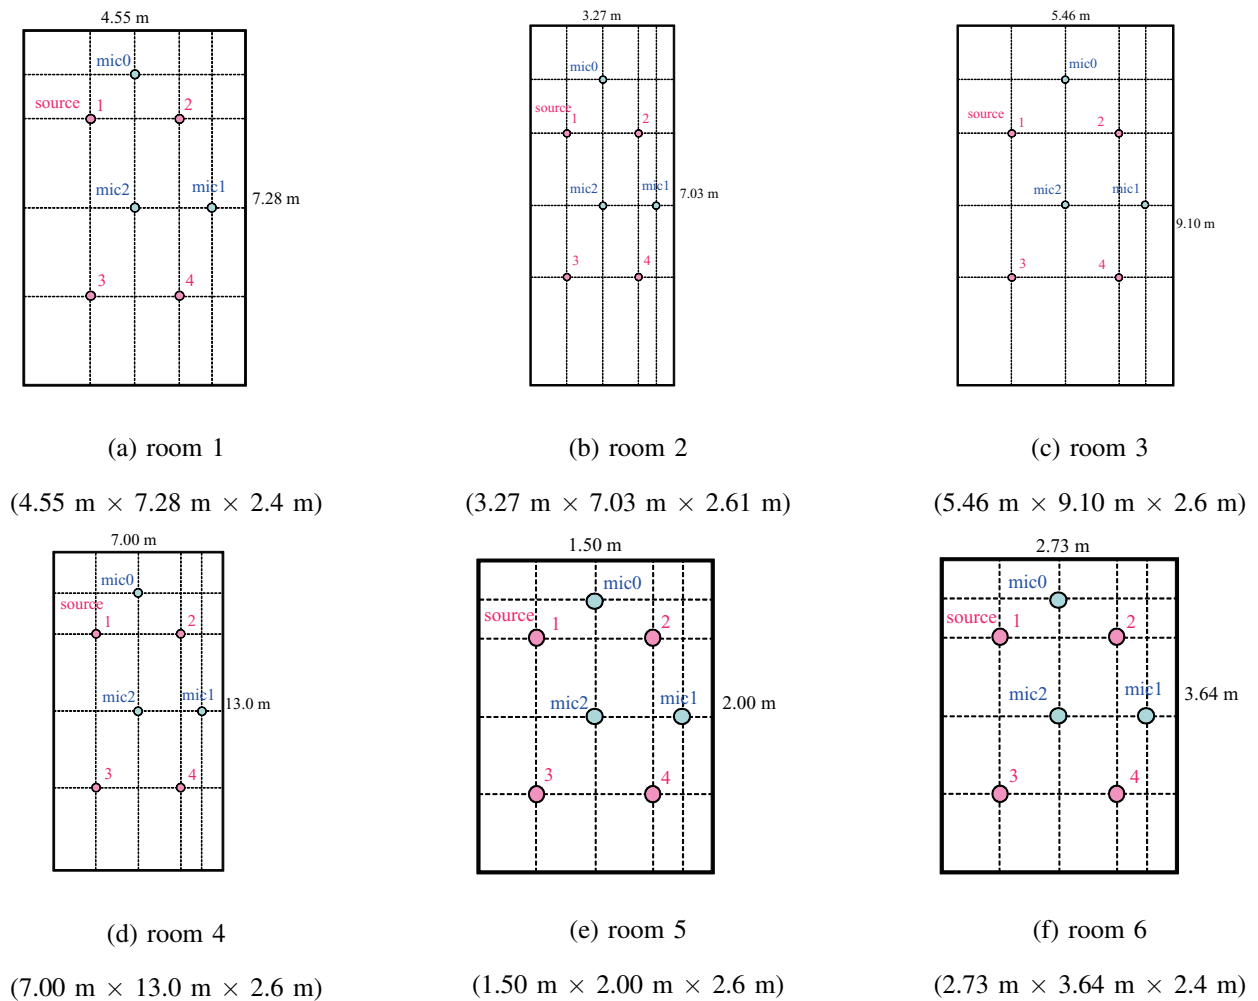 4.55 m
mic0
source 1
2
mic2
mic1
7.28 m
3
4
(a) room 1
(4.55 m × 7.28 m × 2.4 m)
3.27 m
mic0
source
1
2
mic2
mic1
7.03 m
3
4
(b) room 2
(3.27 m × 7.03 m × 2.61 m)
5.46 m
mic0
source
1
2
mic2
mic1
9.10 m
3
4
(c) room 3
(5.46 m × 9.10 m × 2.6 m)
7.00 m
mic0
source
1
2
mic2
mic1
13.0 m
3
4
(d) room 4
(7.00 m × 13.0 m × 2.6 m)
1.50 m
mic0
source 1
2
mic2
mic1
2.00 m
3
4
(e) room 5
(1.50 m × 2.00 m × 2.6 m)
2.73 m
mic0
source 1
2
mic2
mic1
3.64 m
3
4
(f) room 6
(2.73 m × 3.64 m × 2.4 m)